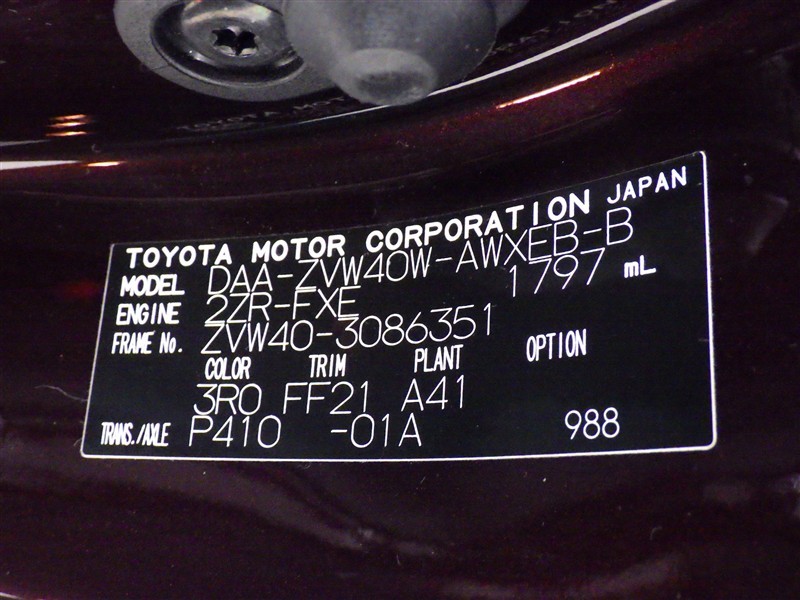 TOYOTA MOTOR CORPORATION JAPAN
MODEL DAA-ZVW40W-AWXEB-B
ENGINE 2ZR-FXE 1797 mL
FRAME No. ZVW40-3086351
COLOR TRIM PLANT OPTION
3R0 FF21 A41
TRANS./AXLE P410 -01A 988